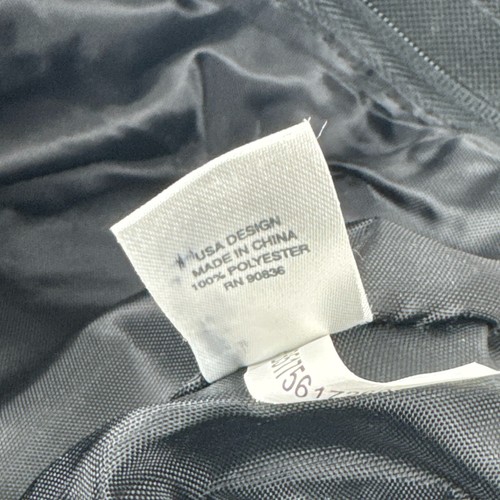 USA DESIGN
MADE IN CHINA
100% POLYESTER
RN 90836